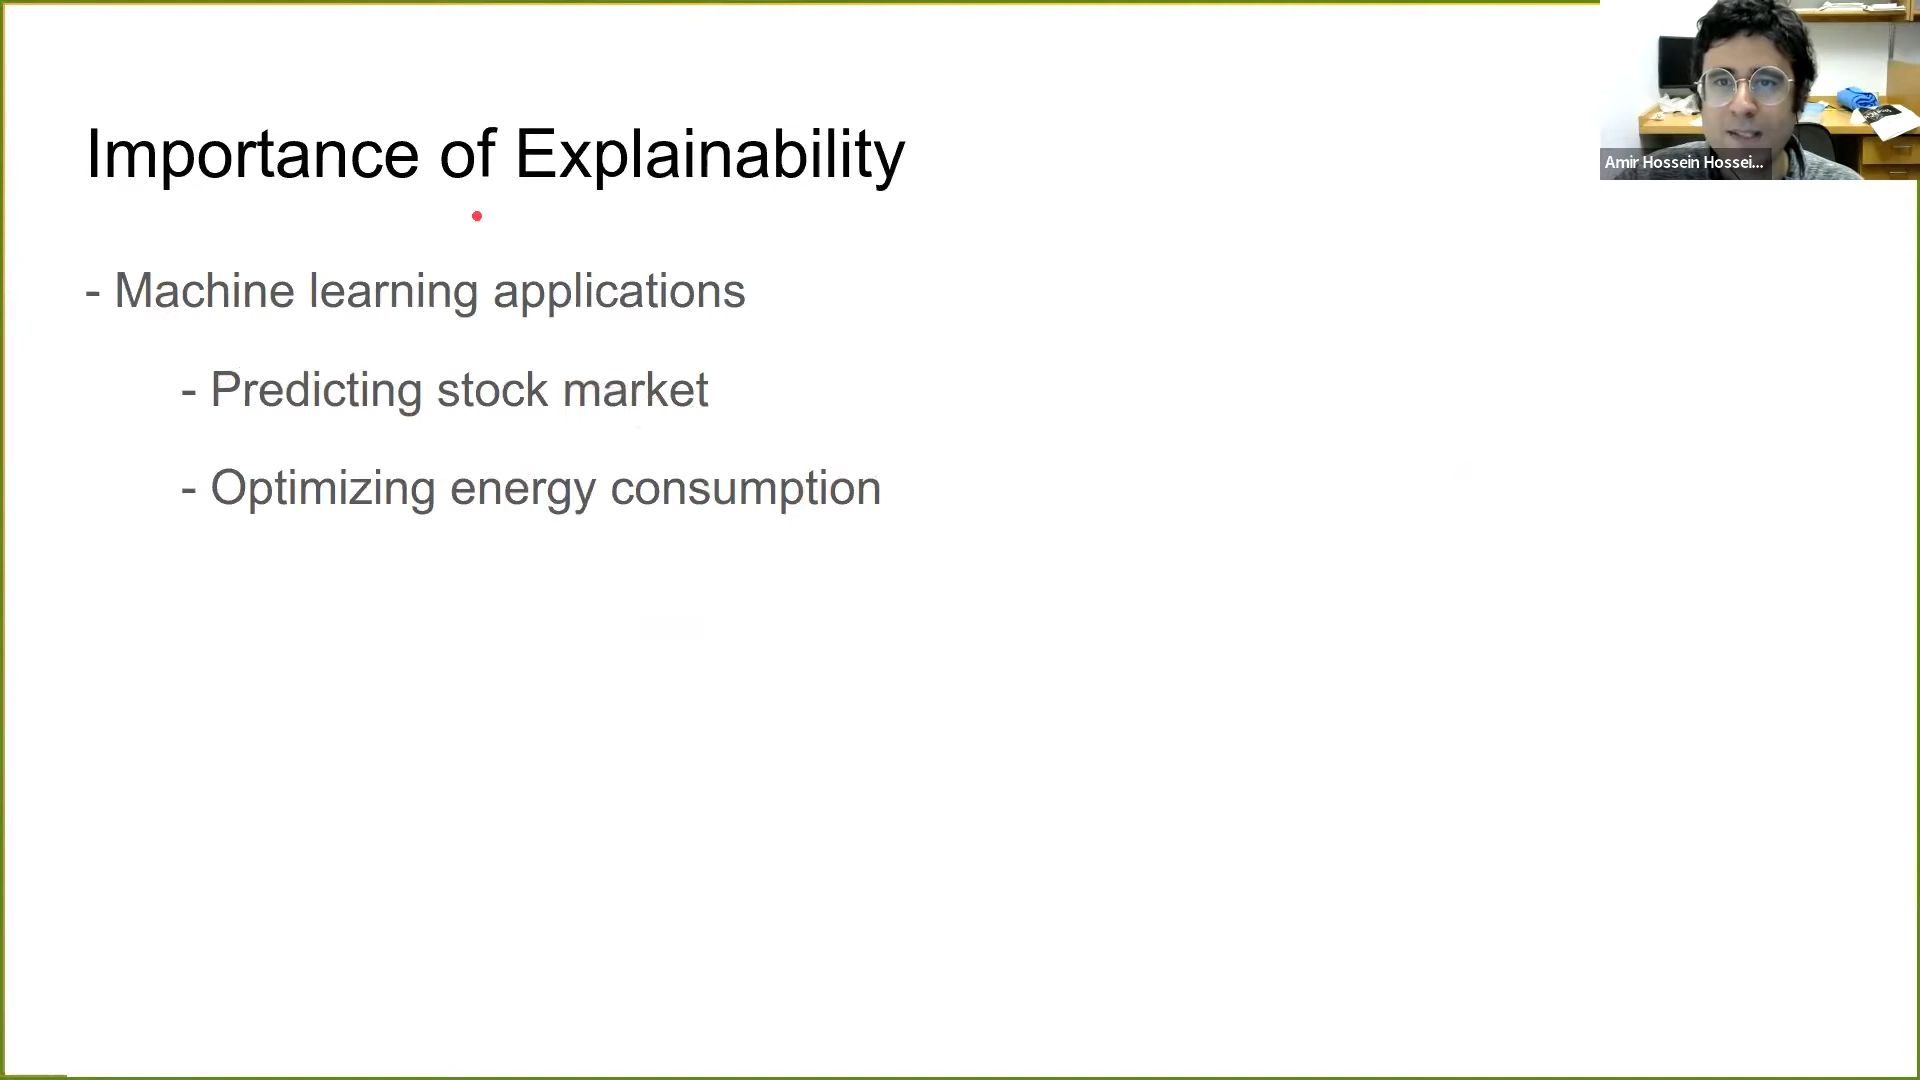 Importance of Explainability
- Machine learning applications
- Predicting stock market
- Optimizing energy consumption
Amir Hossein Hossei...